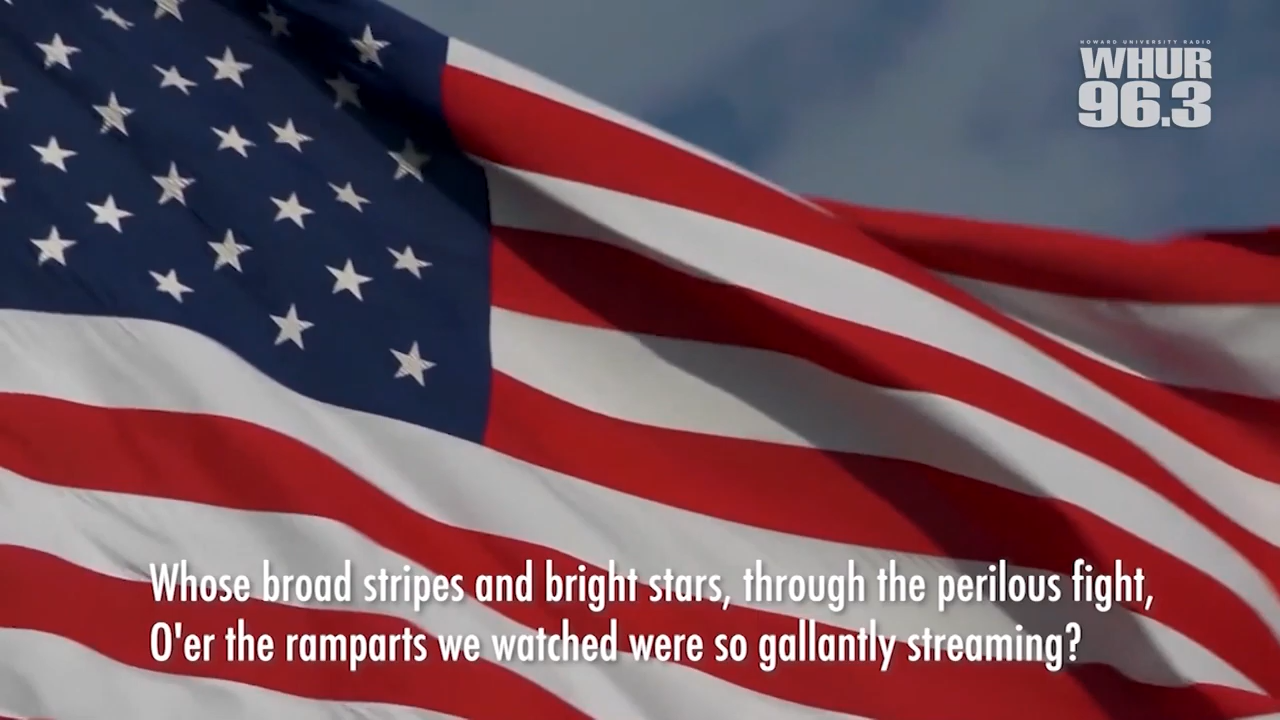 HOWARD UNIVERSITY RADIO
WHUR
96.3
Whose broad stripes and bright stars, through the perilous fight,
O'er the ramparts we watched were so gallantly streaming?